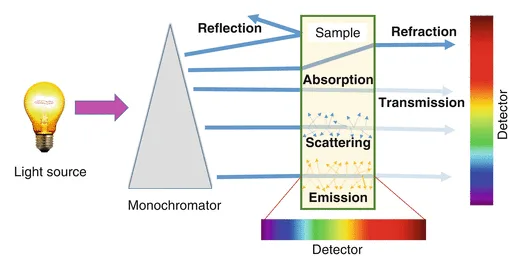 Reflection
Sample
Refraction
Absorption
Transmission
Scattering
Emission
Light source
Monochromator
Detector
Detector